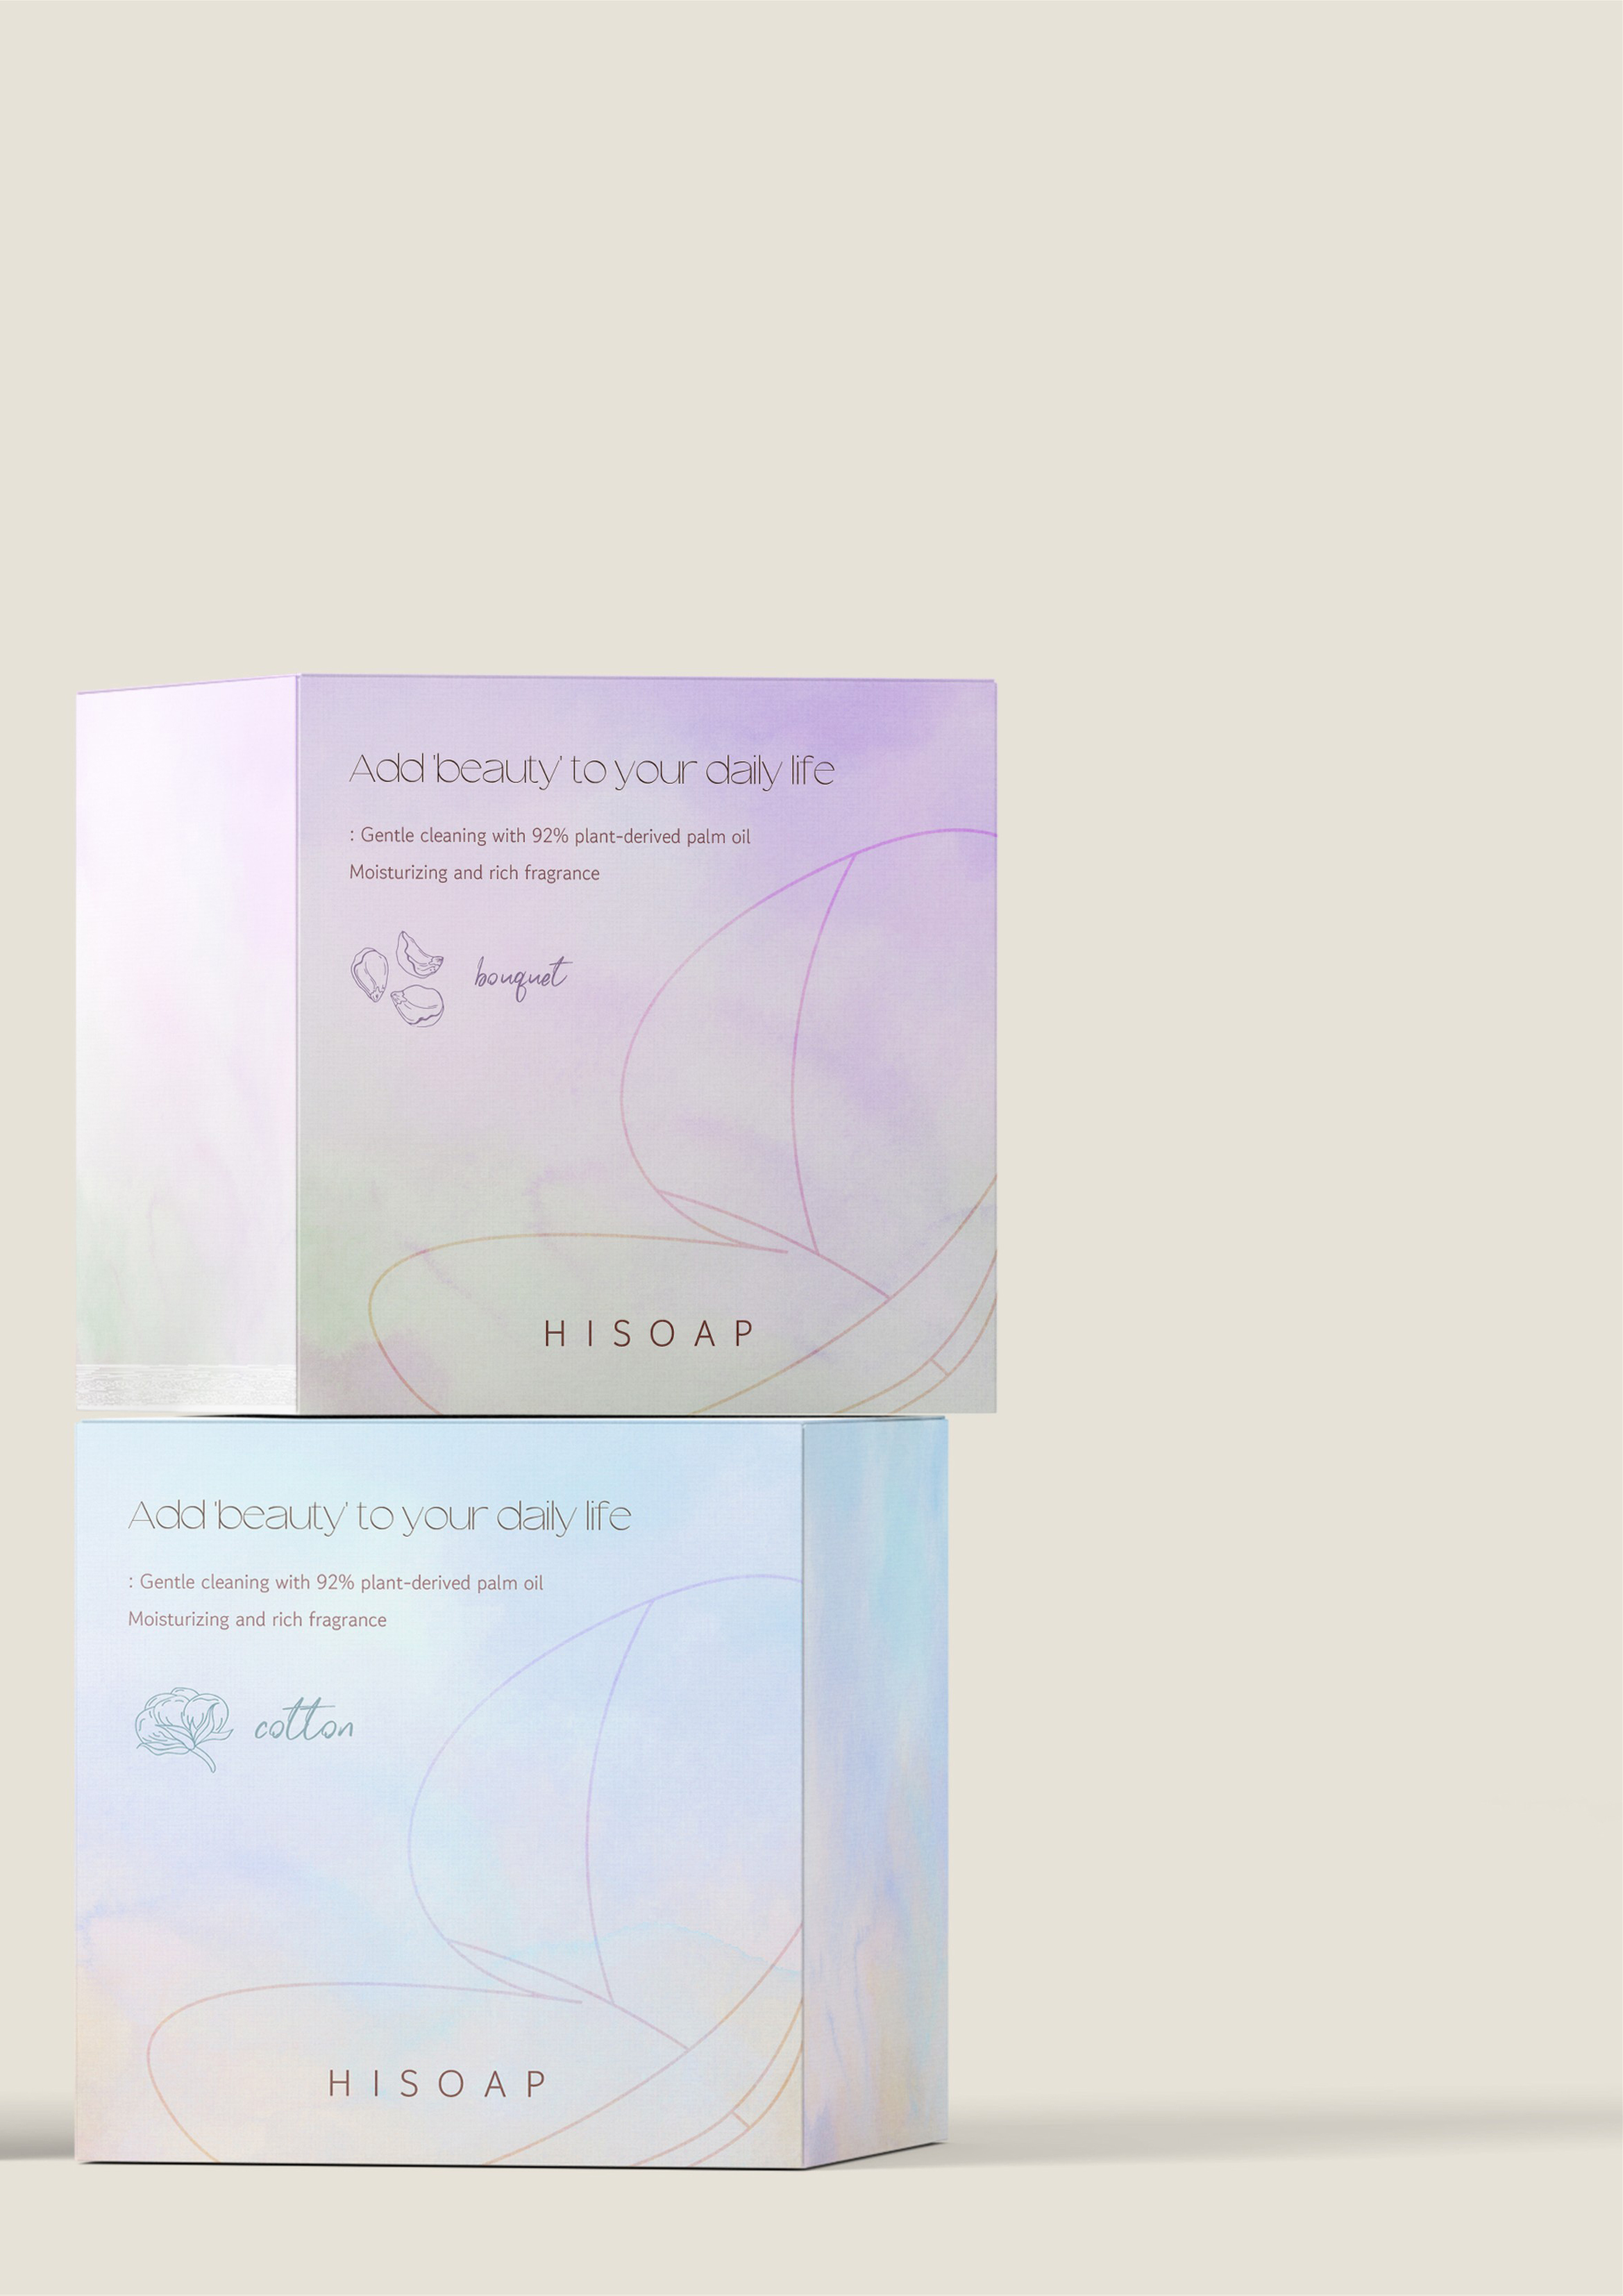 Add 'beauty' to your daily life
: Gentle cleaning with 92% plant-derived palm oil
Moisturizing and rich fragrance
bouquet
HISOAP
Add 'beauty' to your daily life
: Gentle cleaning with 92% plant-derived palm oil
Moisturizing and rich fragrance
cotton
HISOAP